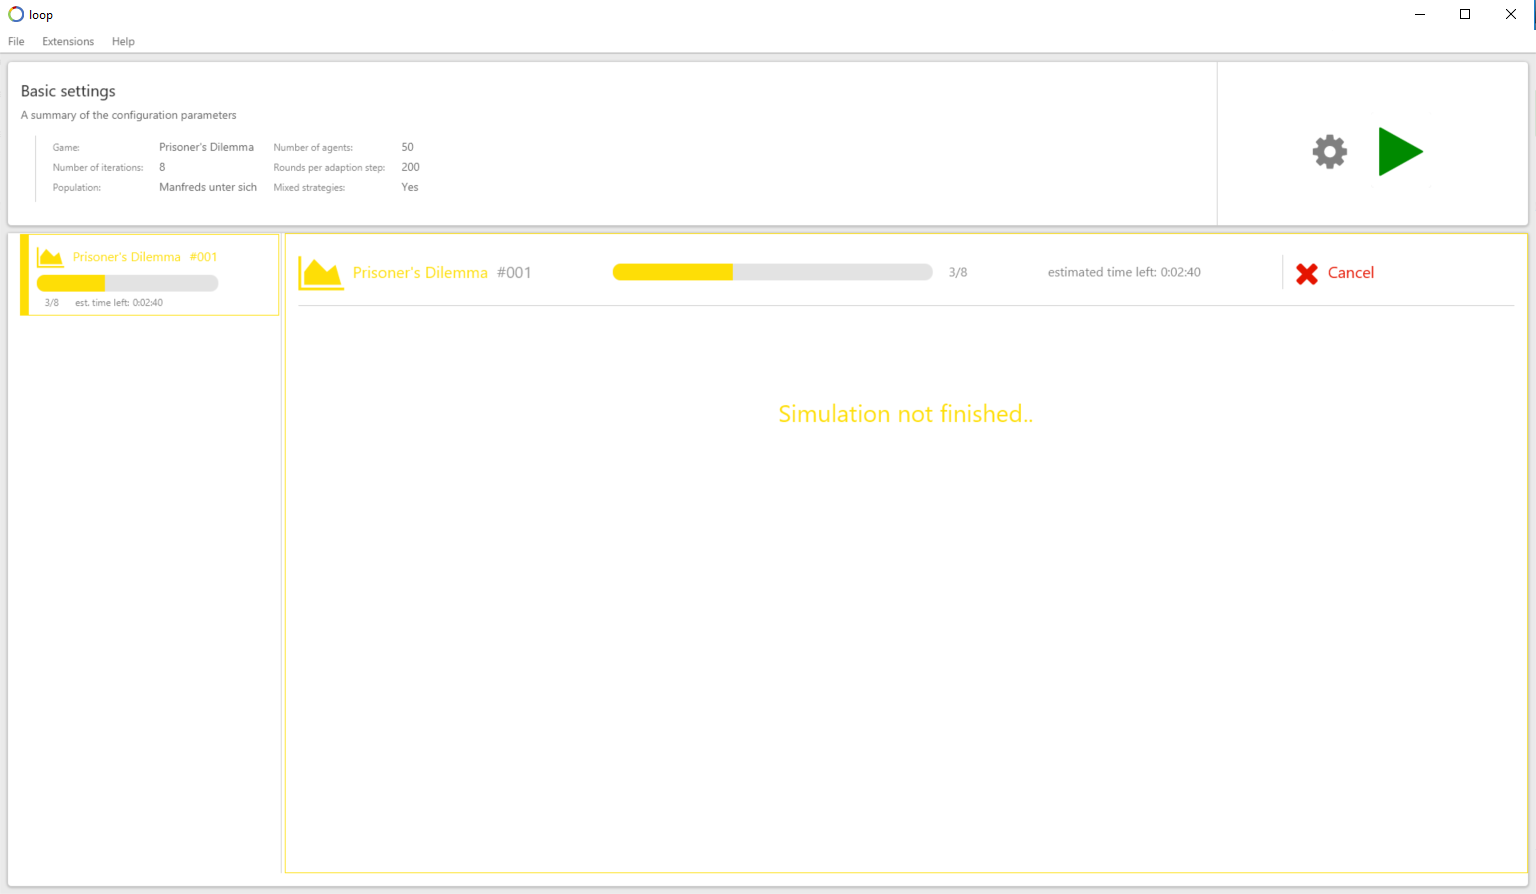 loop
File Extensions Help
Basic settings
A summary of the configuration parameters
Game: Prisoner's Dilemma Number of agents: 50
Number of iterations: 8 Rounds per adaption step: 200
Population: Manfreds unter sich Mixed strategies: Yes
Prisoner's Dilemma #001
3/8 est. time left: 0:02:40
Prisoner's Dilemma #001 3/8 estimated time left: 0:02:40 Cancel
Simulation not finished..